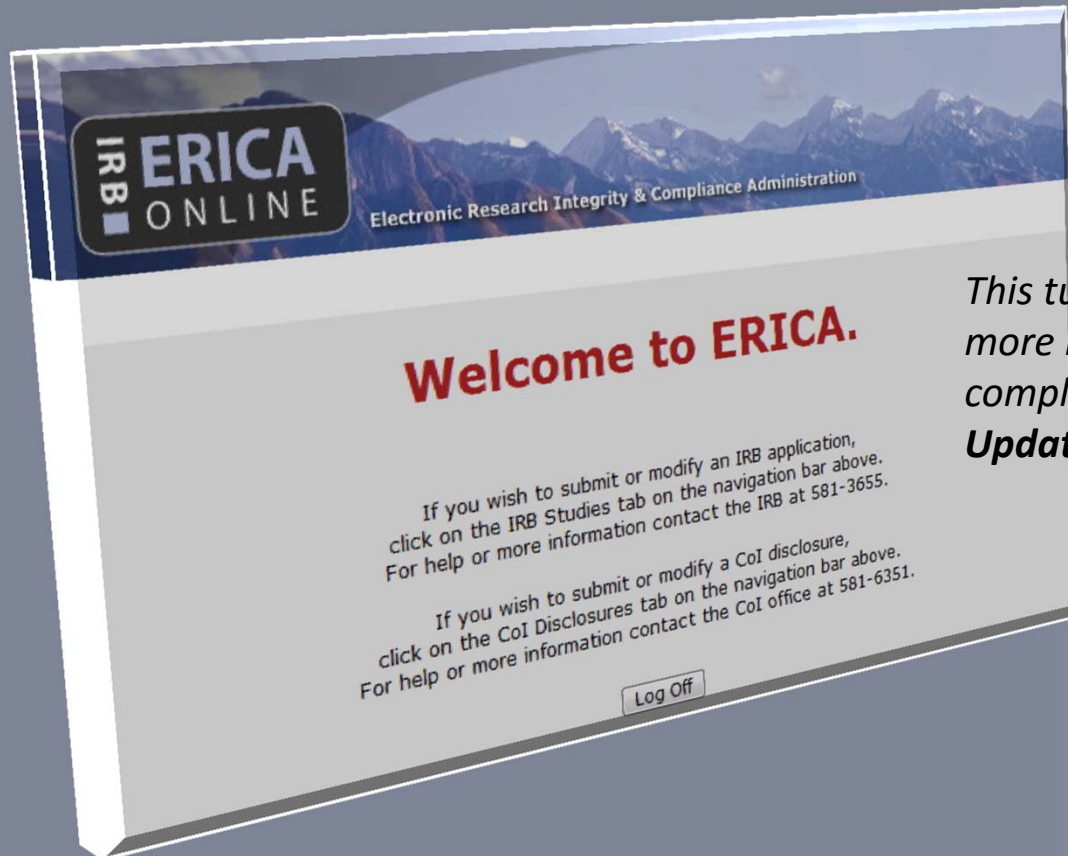 IRB
ERICA
ONLINE
Electronic Research Integrity & Compliance Administration
Welcome to ERICA.
If you wish to submit or modify an IRB application,
click on the IRB Studies tab on the navigation bar above.
For help or more information contact the IRB at 581-3655.
If you wish to submit or modify a CoI disclosure,
click on the CoI Disclosures tab on the navigation bar above.
For help or more information contact the CoI office at 581-6351.
Log Off
This
more